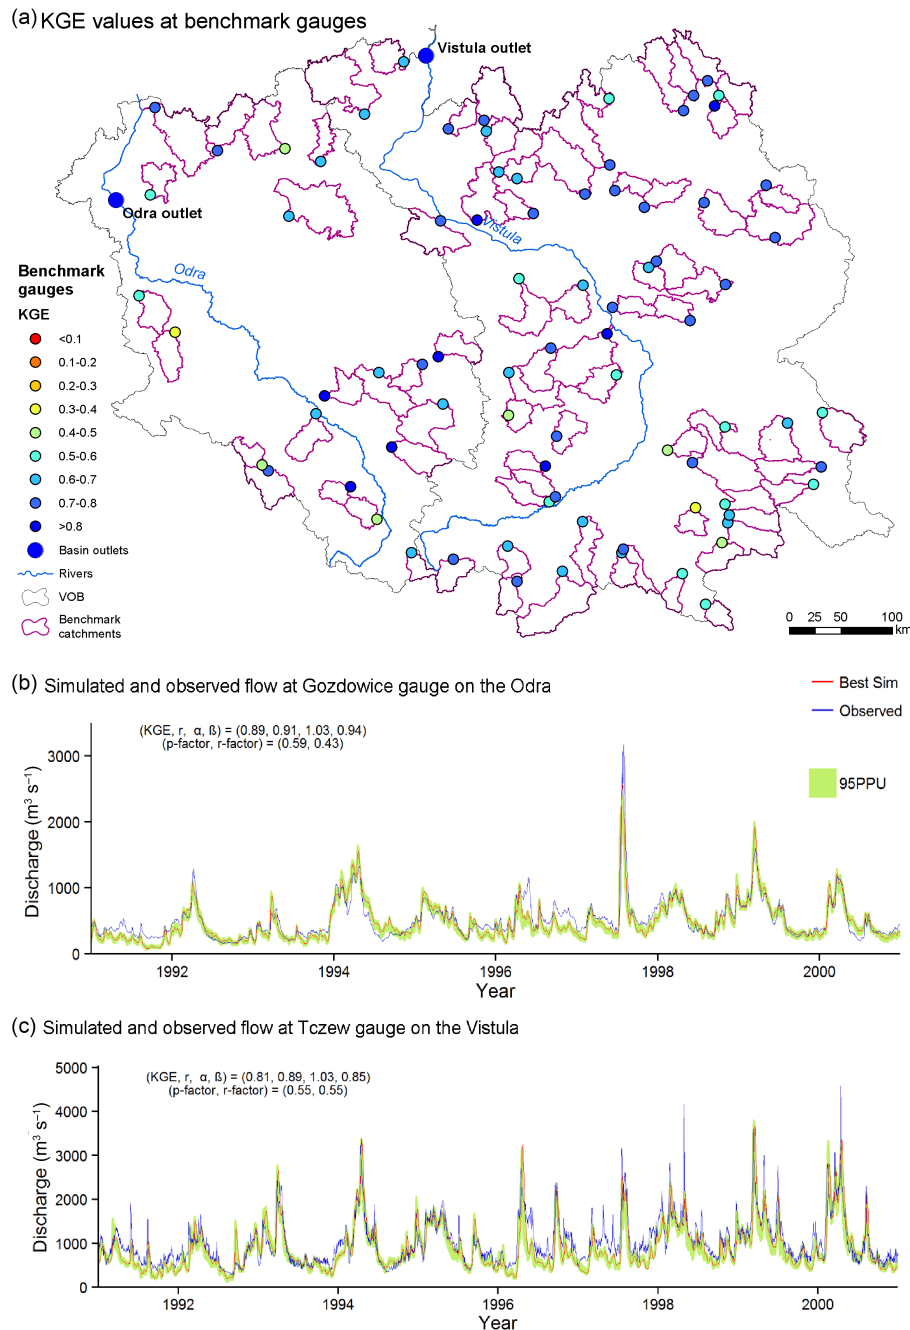 (a) KGE values at benchmark gauges
Vistula outlet
Odra outlet
Vistula
Odra
Benchmark
gauges
KGE
<0.1
0.1-0.2
0.2-0.3
0.3-0.4
0.4-0.5
0.5-0.6
0.6-0.7
0.7-0.8
>0.8
Basin outlets
Rivers
VOB
Benchmark
catchments
0 25 50 100
km
(b) Simulated and observed flow at Gozdowice gauge on the Odra
Best Sim
Observed
95PPU
(KGE, r, α, ß) = (0.89, 0.91, 1.03, 0.94)
(p-factor, r-factor) = (0.59, 0.43)
Discharge (m³ s⁻¹)
3000
2000
1000
0
1992 1994 1996 1998 2000
Year
(c) Simulated and observed flow at Tczew gauge on the Vistula
(KGE, r, α, ß) = (0.81, 0.89, 1.03, 0.85)
(p-factor, r-factor) = (0.55, 0.55)
Discharge (m³ s⁻¹)
5000
4000
3000
2000
1000
0
1992 1994 1996 1998 2000
Year